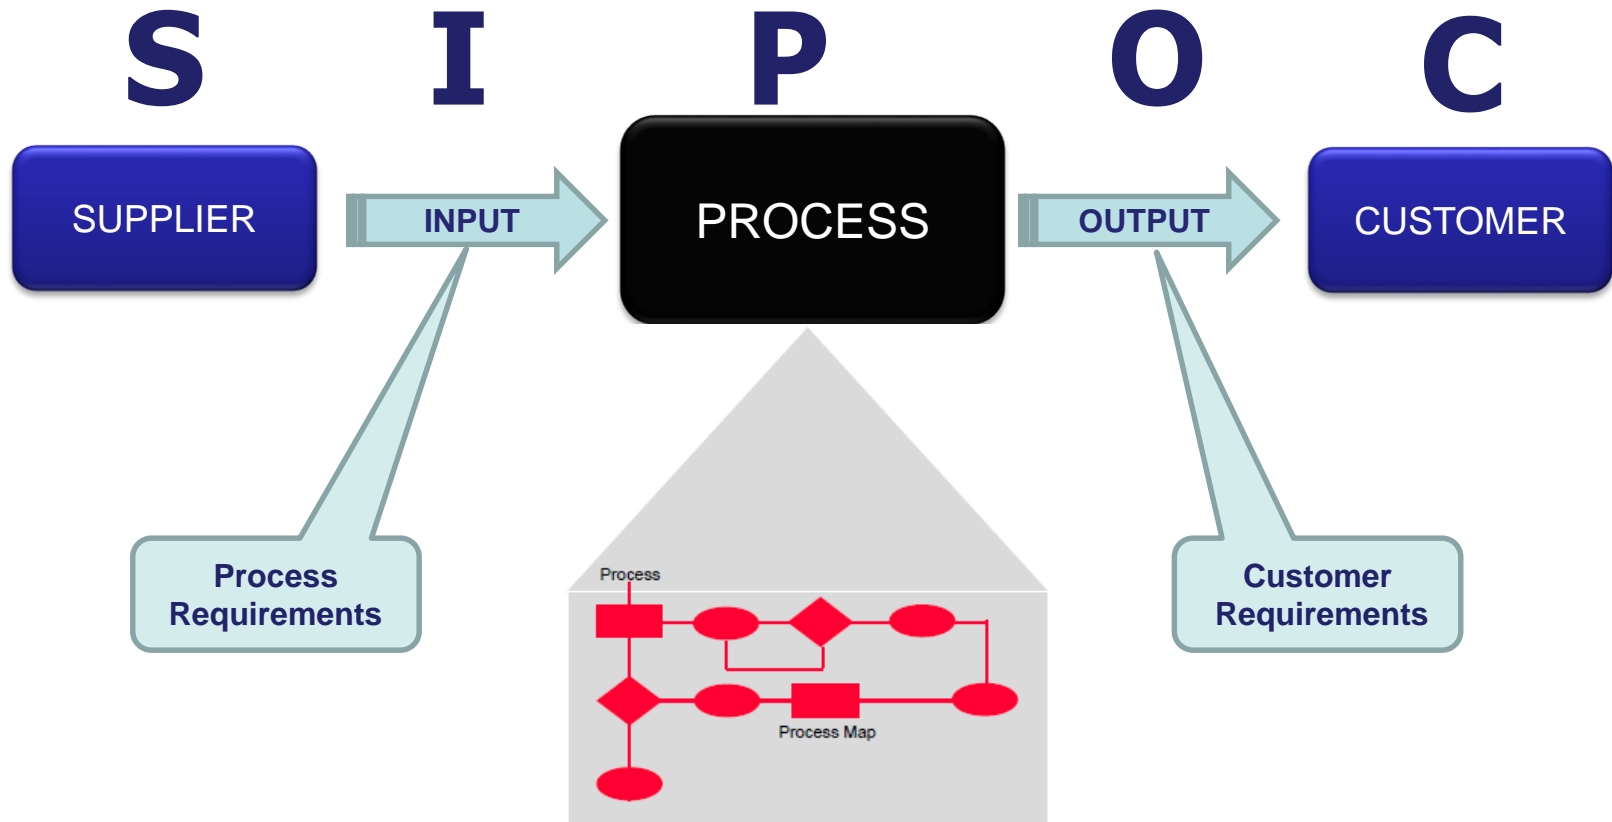 S I P O C
SUPPLIER
INPUT
PROCESS
OUTPUT
CUSTOMER
Process
Requirements
Customer
Requirements
Process
Process Map